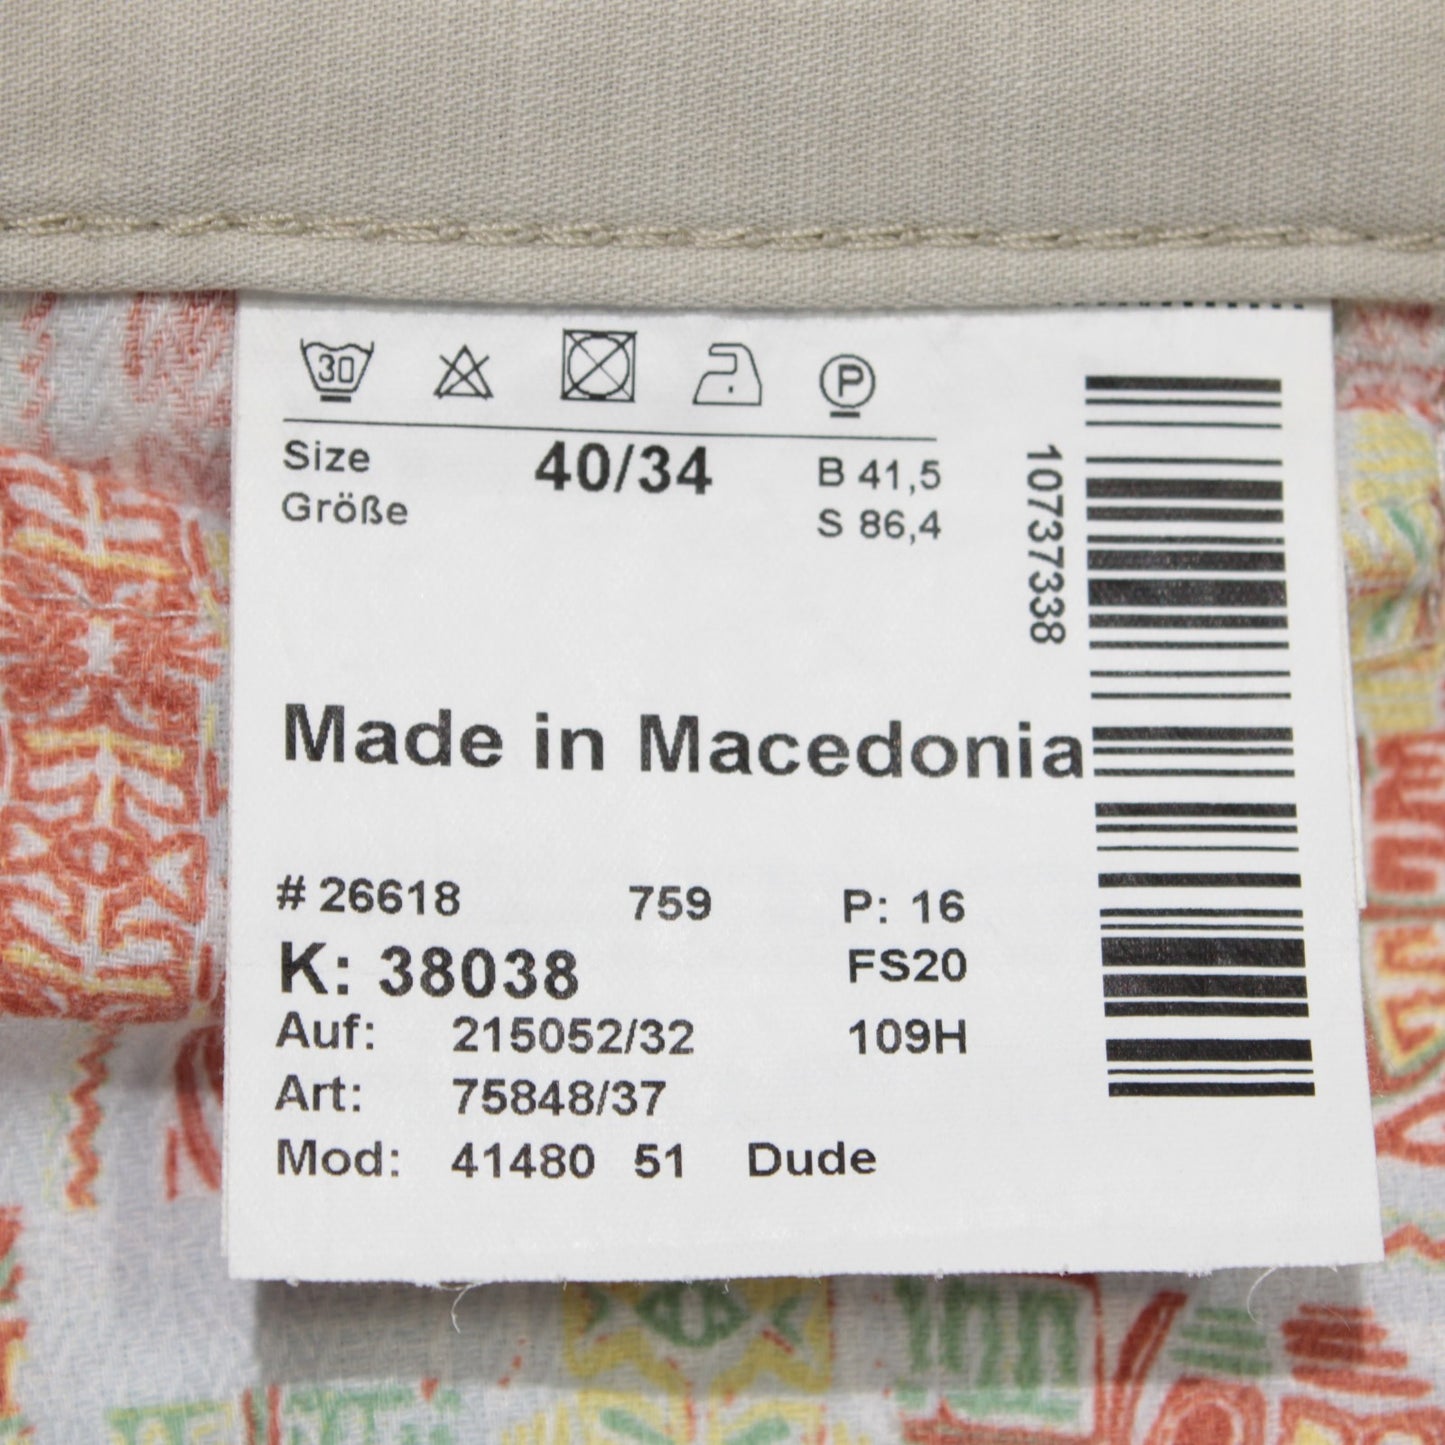 30 P
Size 40/34 B 41,5
Größe S 86,4
10737338
Made in Macedonia
# 26618 759 P: 16
K: 38038 FS20
Auf: 215052/32 109H
Art: 75848/37
Mod: 41480 51 Dude